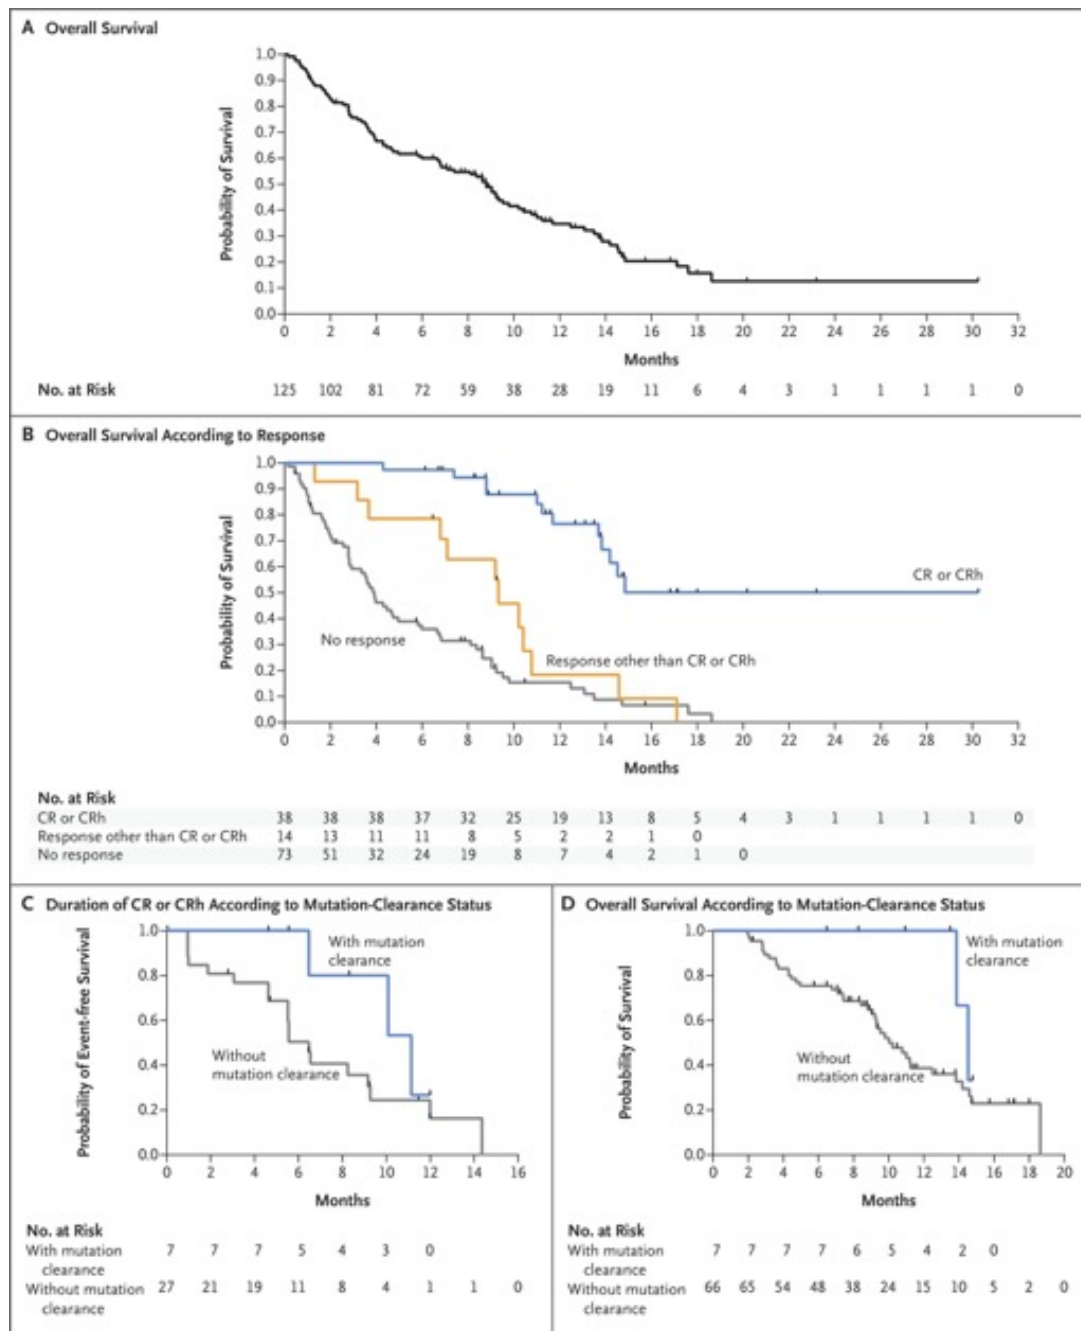 A Overall Survival
Probability of Survival
1.0
0.9
0.8
0.7
0.6
0.5
0.4
0.3
0.2
0.1
0.0
0 2 4 6 8 10 12 14 16 18 20 22 24 26 28 30 32
Months
No. at Risk 125 102 81 72 59 38 28 19 11 6 4 3 1 1 1 1 0
B Overall Survival According to Response
Probability of Survival
1.0
0.9
0.8
0.7
0.6
0.5
0.4
0.3
0.2
0.1
0.0
CR or CRh
No response
Response other than CR or CRh
0 2 4 6 8 10 12 14 16 18 20 22 24 26 28 30 32
Months
No. at Risk
CR or CRh 38 38 38 37 32 25 19 13 8 5 4 3 1 1 1 1 0
Response other than CR or CRh 14 13 11 11 8 5 2 2 1 0
No response 73 51 32 24 19 8 7 4 2 1 0
C Duration of CR or CRh According to Mutation-Clearance Status
Probability of Event-free Survival
1.0
0.8
0.6
0.4
0.2
0.0
With mutation
clearance
Without
mutation clearance
0 2 4 6 8 10 12 14 16
Months
No. at Risk
With mutation
clearance
7 7 7 5 4 3 0
Without mutation
clearance
27 21 19 11 8 4 1 1 0
D Overall Survival According to Mutation-Clearance Status
Probability of Survival
1.0
0.8
0.6
0.4
0.2
0.0
With mutation
clearance
Without
mutation clearance
0 2 4 6 8 10 12 14 16 18 20
Months
No. at Risk
With mutation
clearance
7 7 7 7 6 5 4 2 0
Without mutation
clearance
66 65 54 48 38 24 15 10 5 2 0